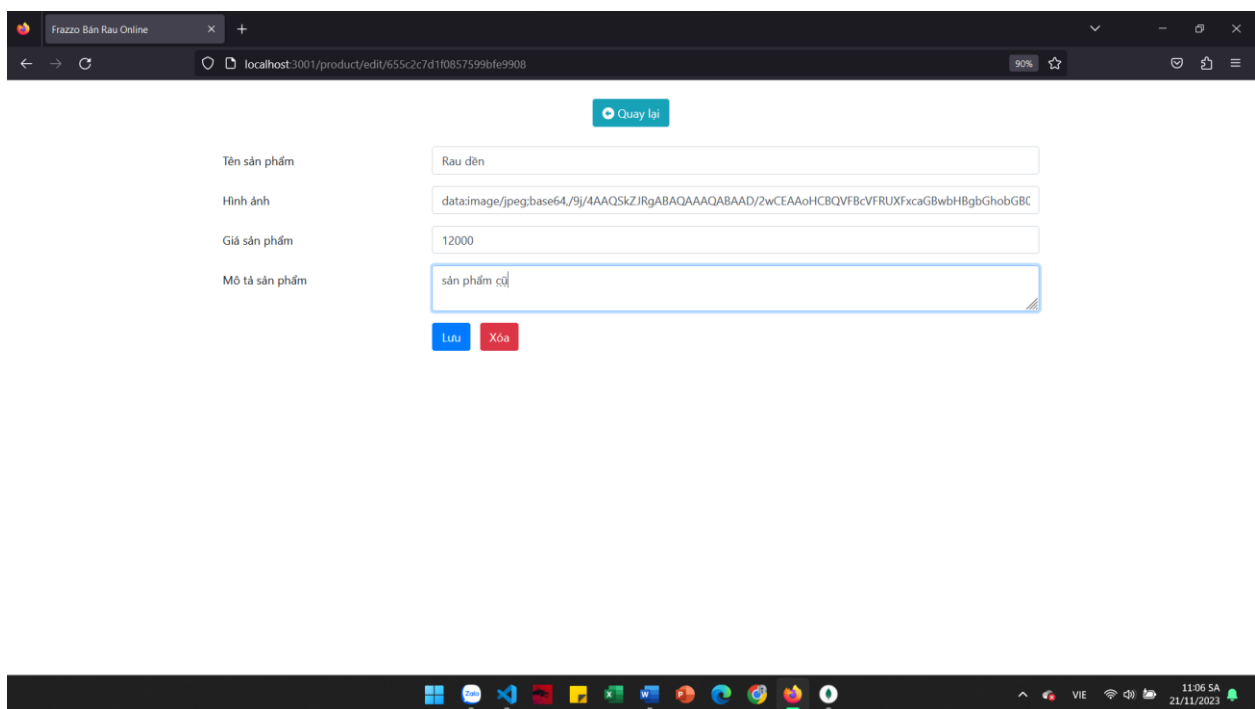 Frazzo Bán Rau Online
localhost:3001/product/edit/655c2c7d1f0857599bfe9908
90%
Quay lại
Tên sản phẩm
Rau dền
Hình ảnh
data:image/jpeg;base64,/9j/4AAQSkZJRgABAQAAAQABAAD/2wCEAAoHCBQVFBcVFRUXFxcaGBwbHBgbGhobGBC
Giá sản phẩm
12000
Mô tả sản phẩm
sản phẩm cũ
Lưu
Xóa
Zalo
VIE
11:06 SA
21/11/2023